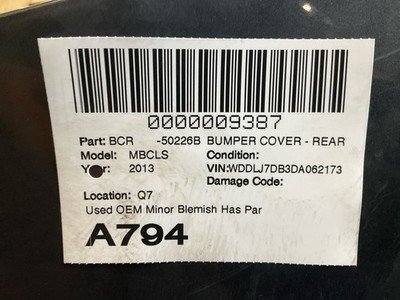 0000009387
Part: BCR -50226B BUMPER COVER - REAR
Model: MBCLS Condition:
Year: 2013 VIN:WDDLJ7DB3DA062173
Damage Code:
Location: Q7
Used OEM Minor Blemish Has Par
A794